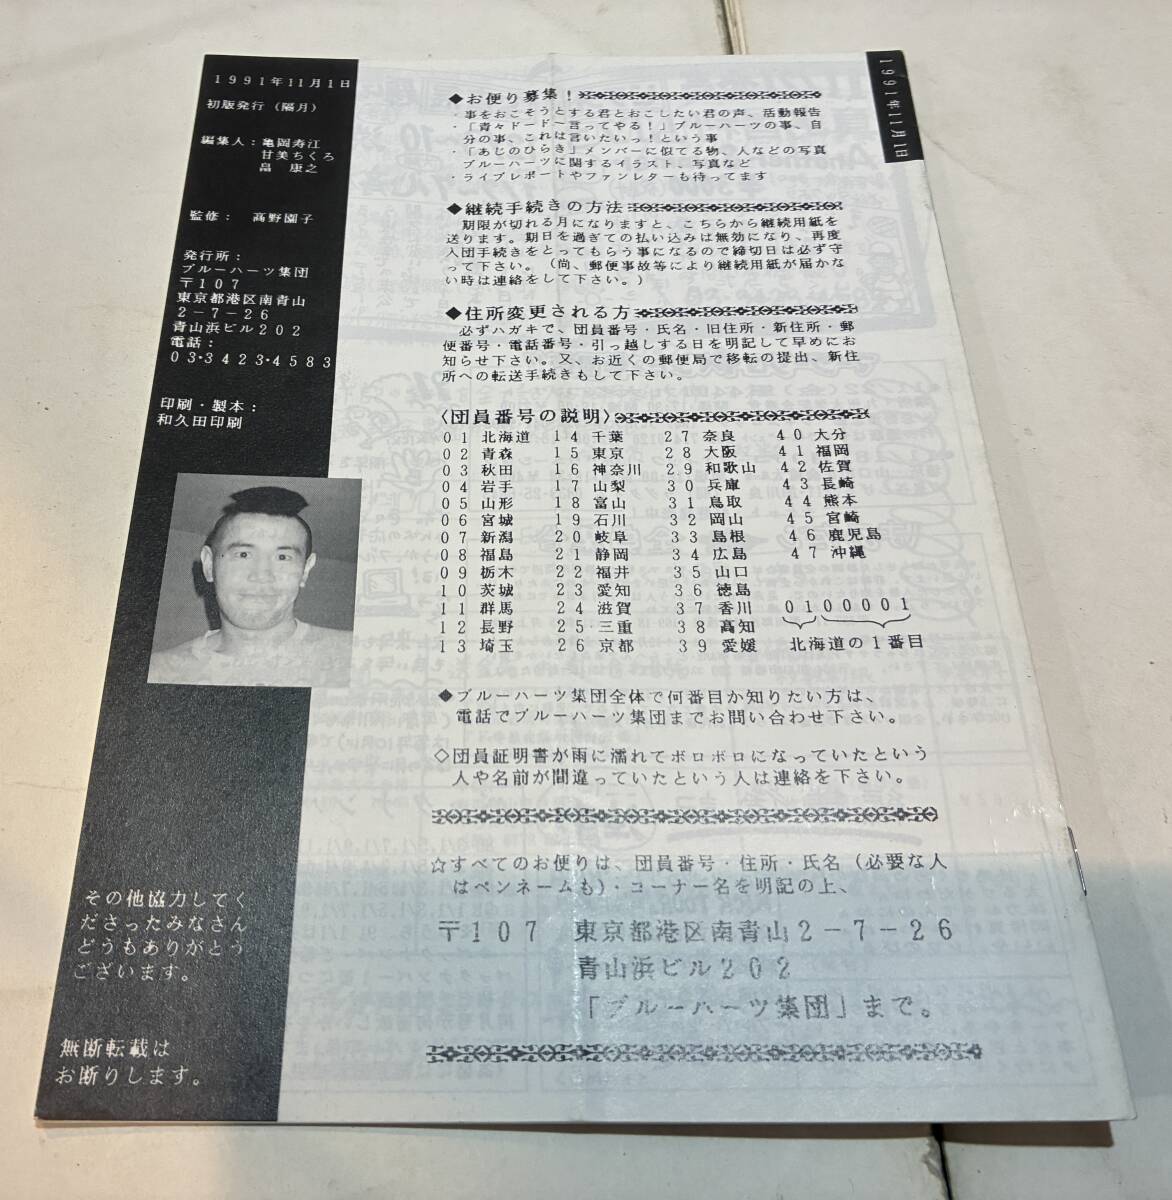 1991年11月1日
初版発行（隔月）
編集人：亀岡寿江
甘美ちくろ
畠　康之
監修：　高野園子
発行所：
ブルーハーツ集団
〒107
東京都港区南青山
2－7－26
青山浜ビル202
電話：
03・3423・4583
印刷・製本：
和久田印刷
その他協力してく
ださったみなさん
どうもありがとう
ございます。
無断転載は
お断りします。
1991年11月1日
◆お便り募集！
・事をおこそうとする君とおこしたい君の声、活動報告
・「青々ドードー言ってやる！」ブルーハーツの事、自
分の事、これは言いたいっ！という事
・「あじのひらき」メンバーに似てる物、人などの写真
ブルーハーツに関するイラスト、写真など
・ライブレポートやファンレターも待ってます
◆継続手続きの方法
期限が切れる月になりますと、こちらから継続用紙を
送ります。期日を過ぎての払い込みは無効になり、再度
入団手続きをとってもらう事になるので締切日は必ず守
って下さい。（尚、郵便事故等により継続用紙が届かな
い時は連絡をして下さい。）
◆住所変更される方
必ずハガキで、団員番号・氏名・旧住所・新住所・郵
便番号・電話番号・引っ越しする日を明記して早めにお
知らせ下さい。又、お近くの郵便局で移転の提出、新住
所への転送手続きもして下さい。
〈団員番号の説明〉
01 北海道　14 千葉　27 奈良　40 大分
02 青森　15 東京　28 大阪　41 福岡
03 秋田　16 神奈川　29 和歌山　42 佐賀
04 岩手　17 山梨　30 兵庫　43 長崎
05 山形　18 富山　31 鳥取　44 熊本
06 宮城　19 石川　32 岡山　45 宮崎
07 新潟　20 岐阜　33 島根　46 鹿児島
08 福島　21 静岡　34 広島　47 沖縄
09 栃木　22 福井　35 山口
10 茨城　23 愛知　36 徳島
11 群馬　24 滋賀　37 香川　0100001
12 長野　25 三重　38 高知
13 埼玉　26 京都　39 愛媛　北海道の1番目
◆ブルーハーツ集団全体で何番目か知りたい方は、
電話でブルーハーツ集団までお問い合わせ下さい。
◇団員証明書が雨に濡れてボロボロになっていたという
人や名前が間違っていたという人は連絡を下さい。
☆すべてのお便りは、団員番号・住所・氏名（必要な人
はペンネームも）・コーナー名を明記の上、
〒107　東京都港区南青山2－7－26
青山浜ビル202
「ブルーハーツ集団」まで。